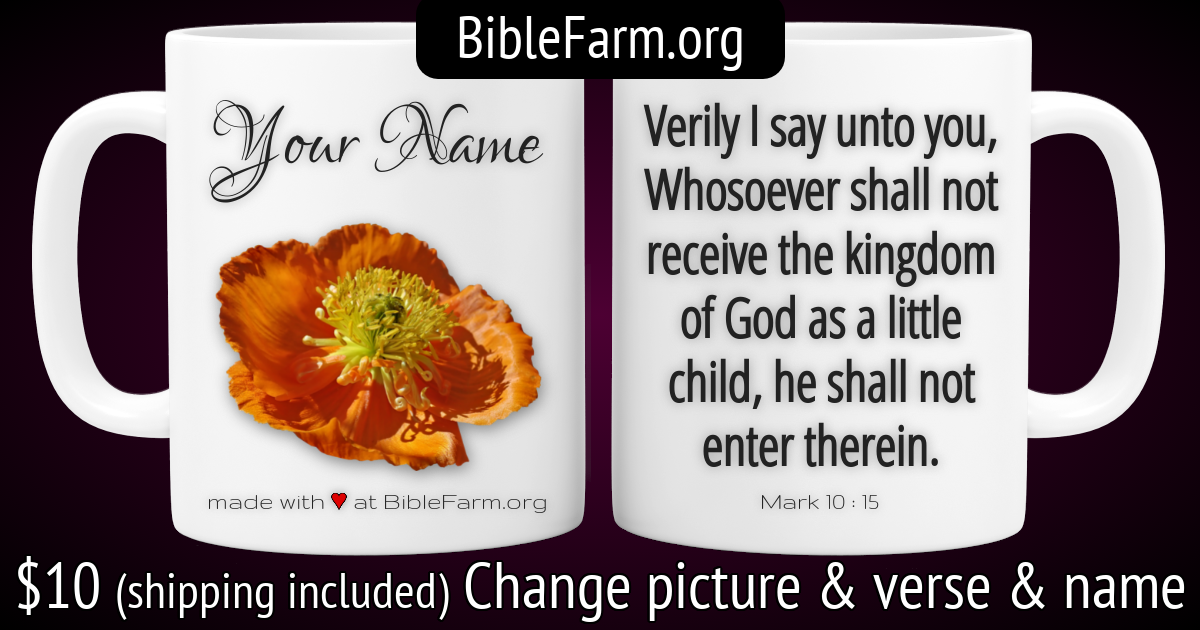 BibleFarm.org
Your Name
made with ♥ at BibleFarm.org
Verily I say unto you,
Whosoever shall not
receive the kingdom
of God as a little
child, he shall not
enter therein.
Mark 10 : 15
$10 (shipping included) Change picture & verse & name